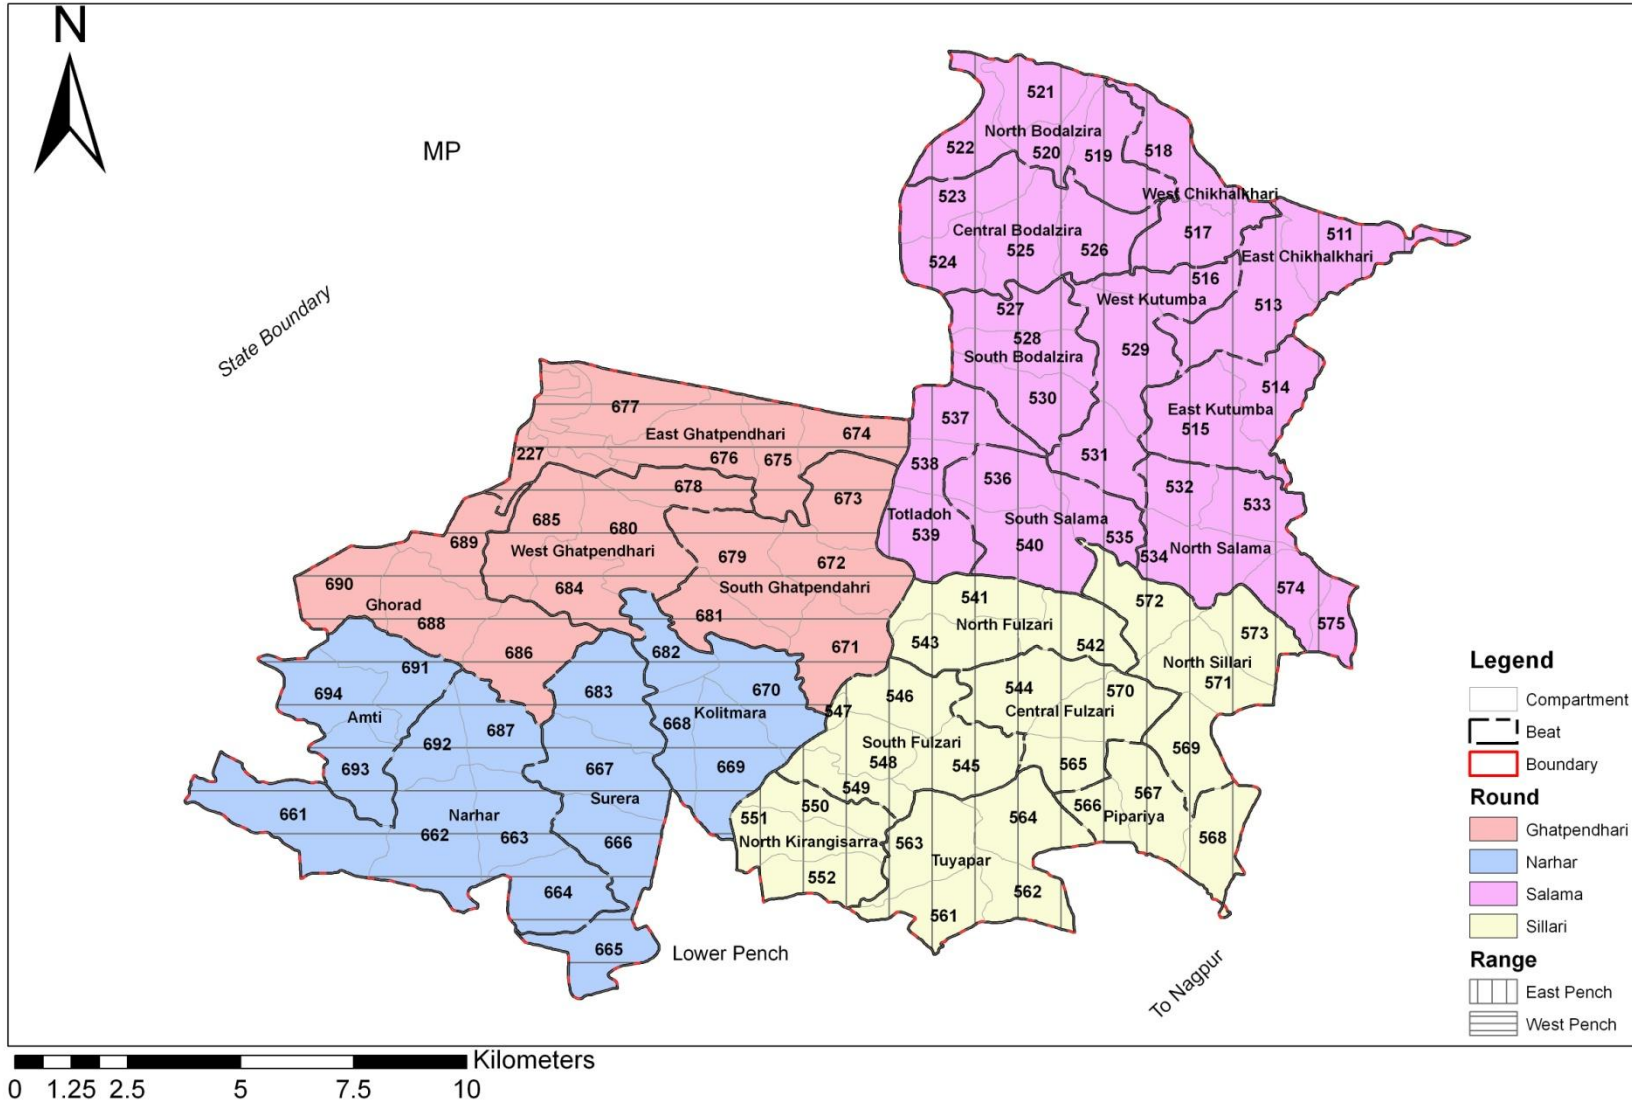 N
MP
State Boundary
521
North Bodalzira
522
520
519
518
523
West Chikhalkhari
Central Bodalzira
517
511
524
525
526
East Chikhalkhari
516
527
West Kutumba
513
528
529
South Bodalzira
514
530
537
East Kutumba
515
677
East Ghatpendhari
674
227
676
675
538
531
536
678
673
532
533
685
680
Totladoh
South Salama
689
West Ghatpendhari
539
540
535
534
North Salama
679
672
690
684
South Ghatpendahri
574
Ghorad
688
681
541
572
575
North Fulzari
573
686
682
671
543
542
691
North Sillari
694
683
670
546
544
570
571
Amti
Kolitmara
547
Central Fulzari
692
687
668
South Fulzari
569
693
667
669
548
545
565
661
Surera
549
567
Narhar
551
550
566
662
663
666
564
Pipariya
North Kirangisarra
563
568
664
552
Tuyapar
562
561
665
Lower Pench
To Nagpur
Legend
Compartment
Beat
Boundary
Round
Ghatpendhari
Narhar
Salama
Sillari
Range
East Pench
West Pench
Kilometers
0 1.25 2.5 5 7.5 10